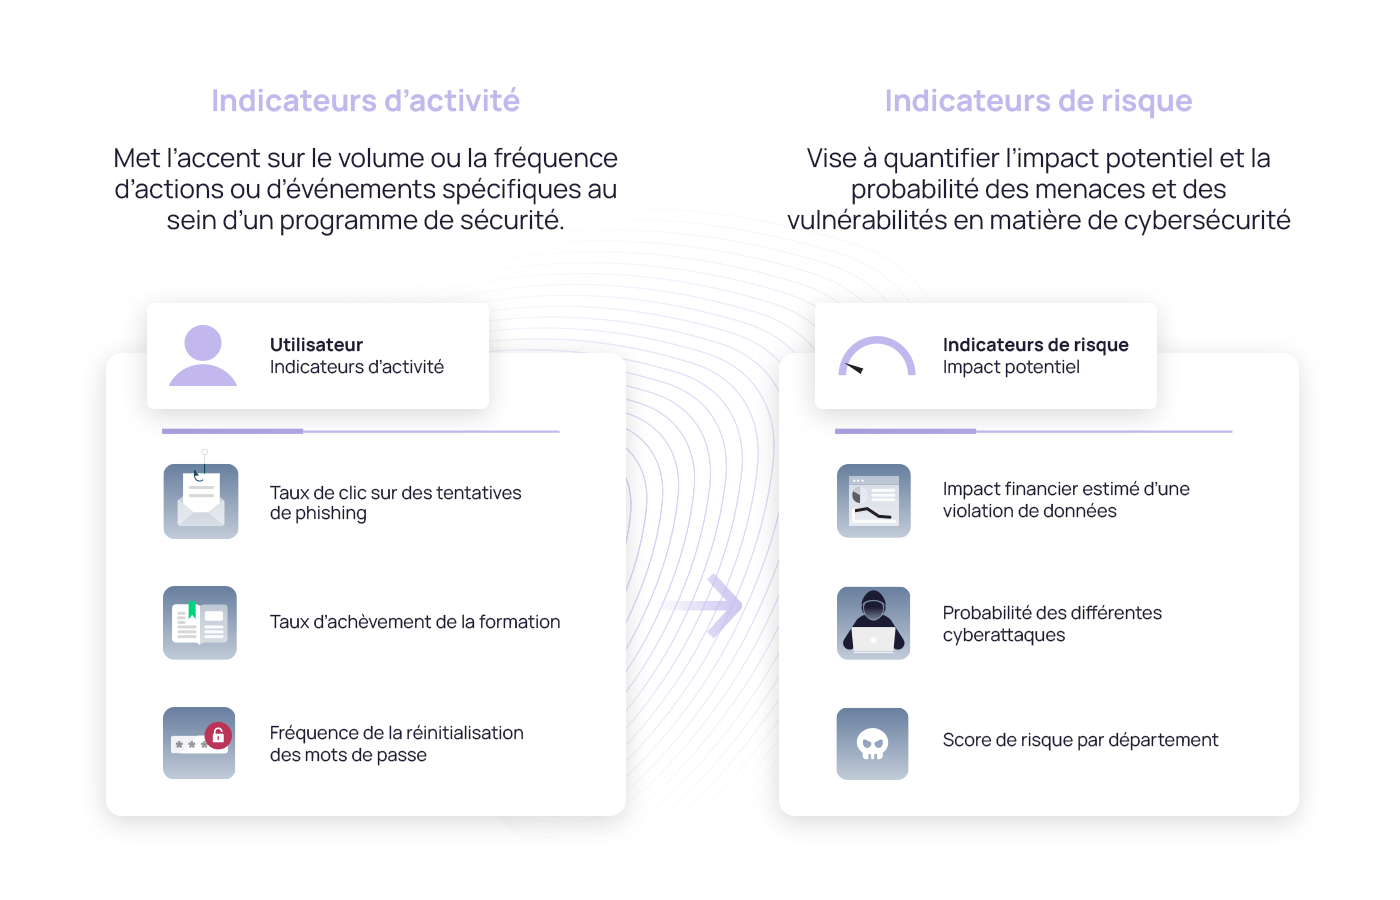 Indicateurs d’activité
Met l’accent sur le volume ou la fréquence
d’actions ou d’événements spécifiques au
sein d’un programme de sécurité.
Utilisateur
Indicateurs d’activité
Taux de clic sur des tentatives
de phishing
Taux d’achèvement de la formation
Fréquence de la réinitialisation
des mots de passe
Indicateurs de risque
Vise à quantifier l’impact potentiel et la
probabilité des menaces et des
vulnérabilités en matière de cybersécurité
Indicateurs de risque
Impact potentiel
Impact financier estimé d’une
violation de données
Probabilité des différentes
cyberattaques
Score de risque par département